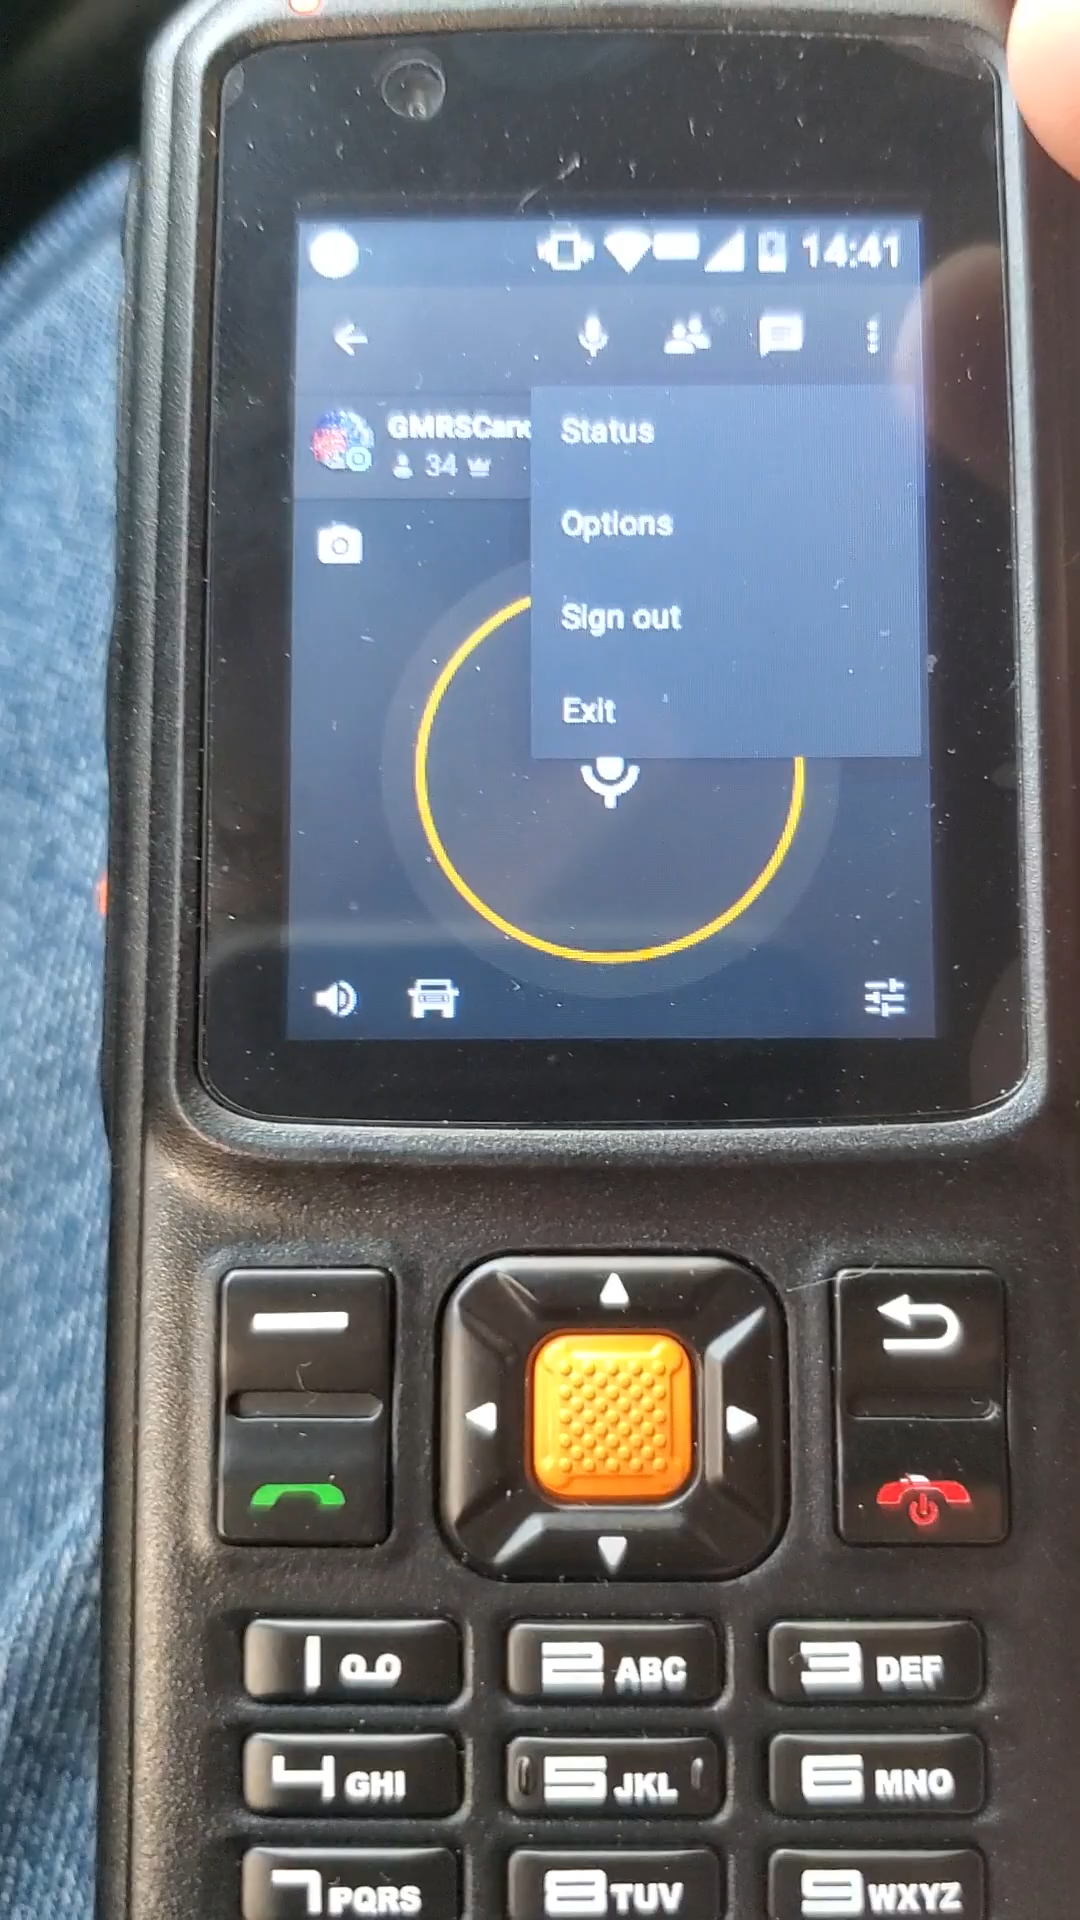 14:41
GMRSCanc
34
Status
Options
Sign out
Exit
1
2 ABC
3 DEF
4 GHI
5 JKL
6 MNO
7 PQRS
8 TUV
9 WXYZ